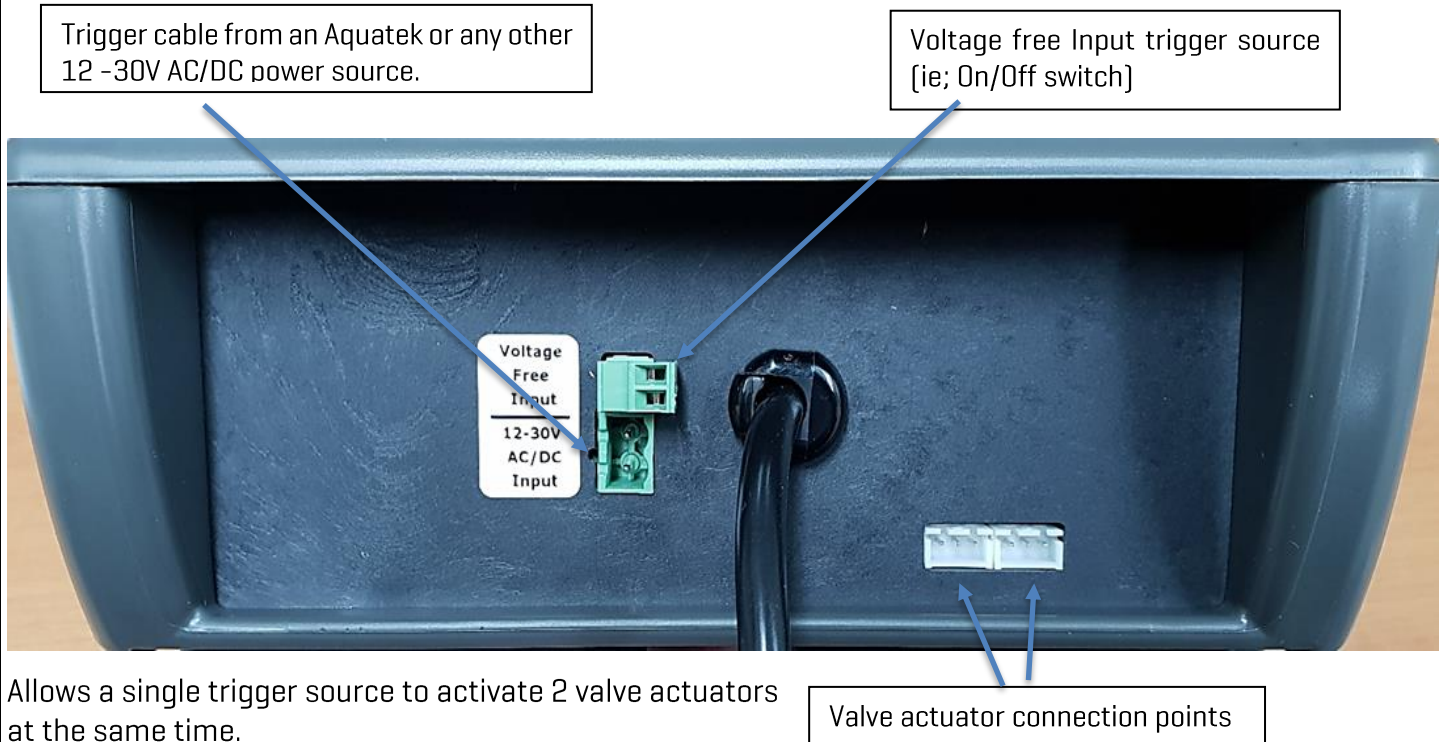 Trigger cable from an Aquatek or any other
12 -30V AC/DC power source.
Voltage free Input trigger source
(ie; On/Off switch)
Voltage
Free
Input
12-30V
AC/DC
Input
Allows a single trigger source to activate 2 valve actuators
at the same time.
Valve actuator connection points